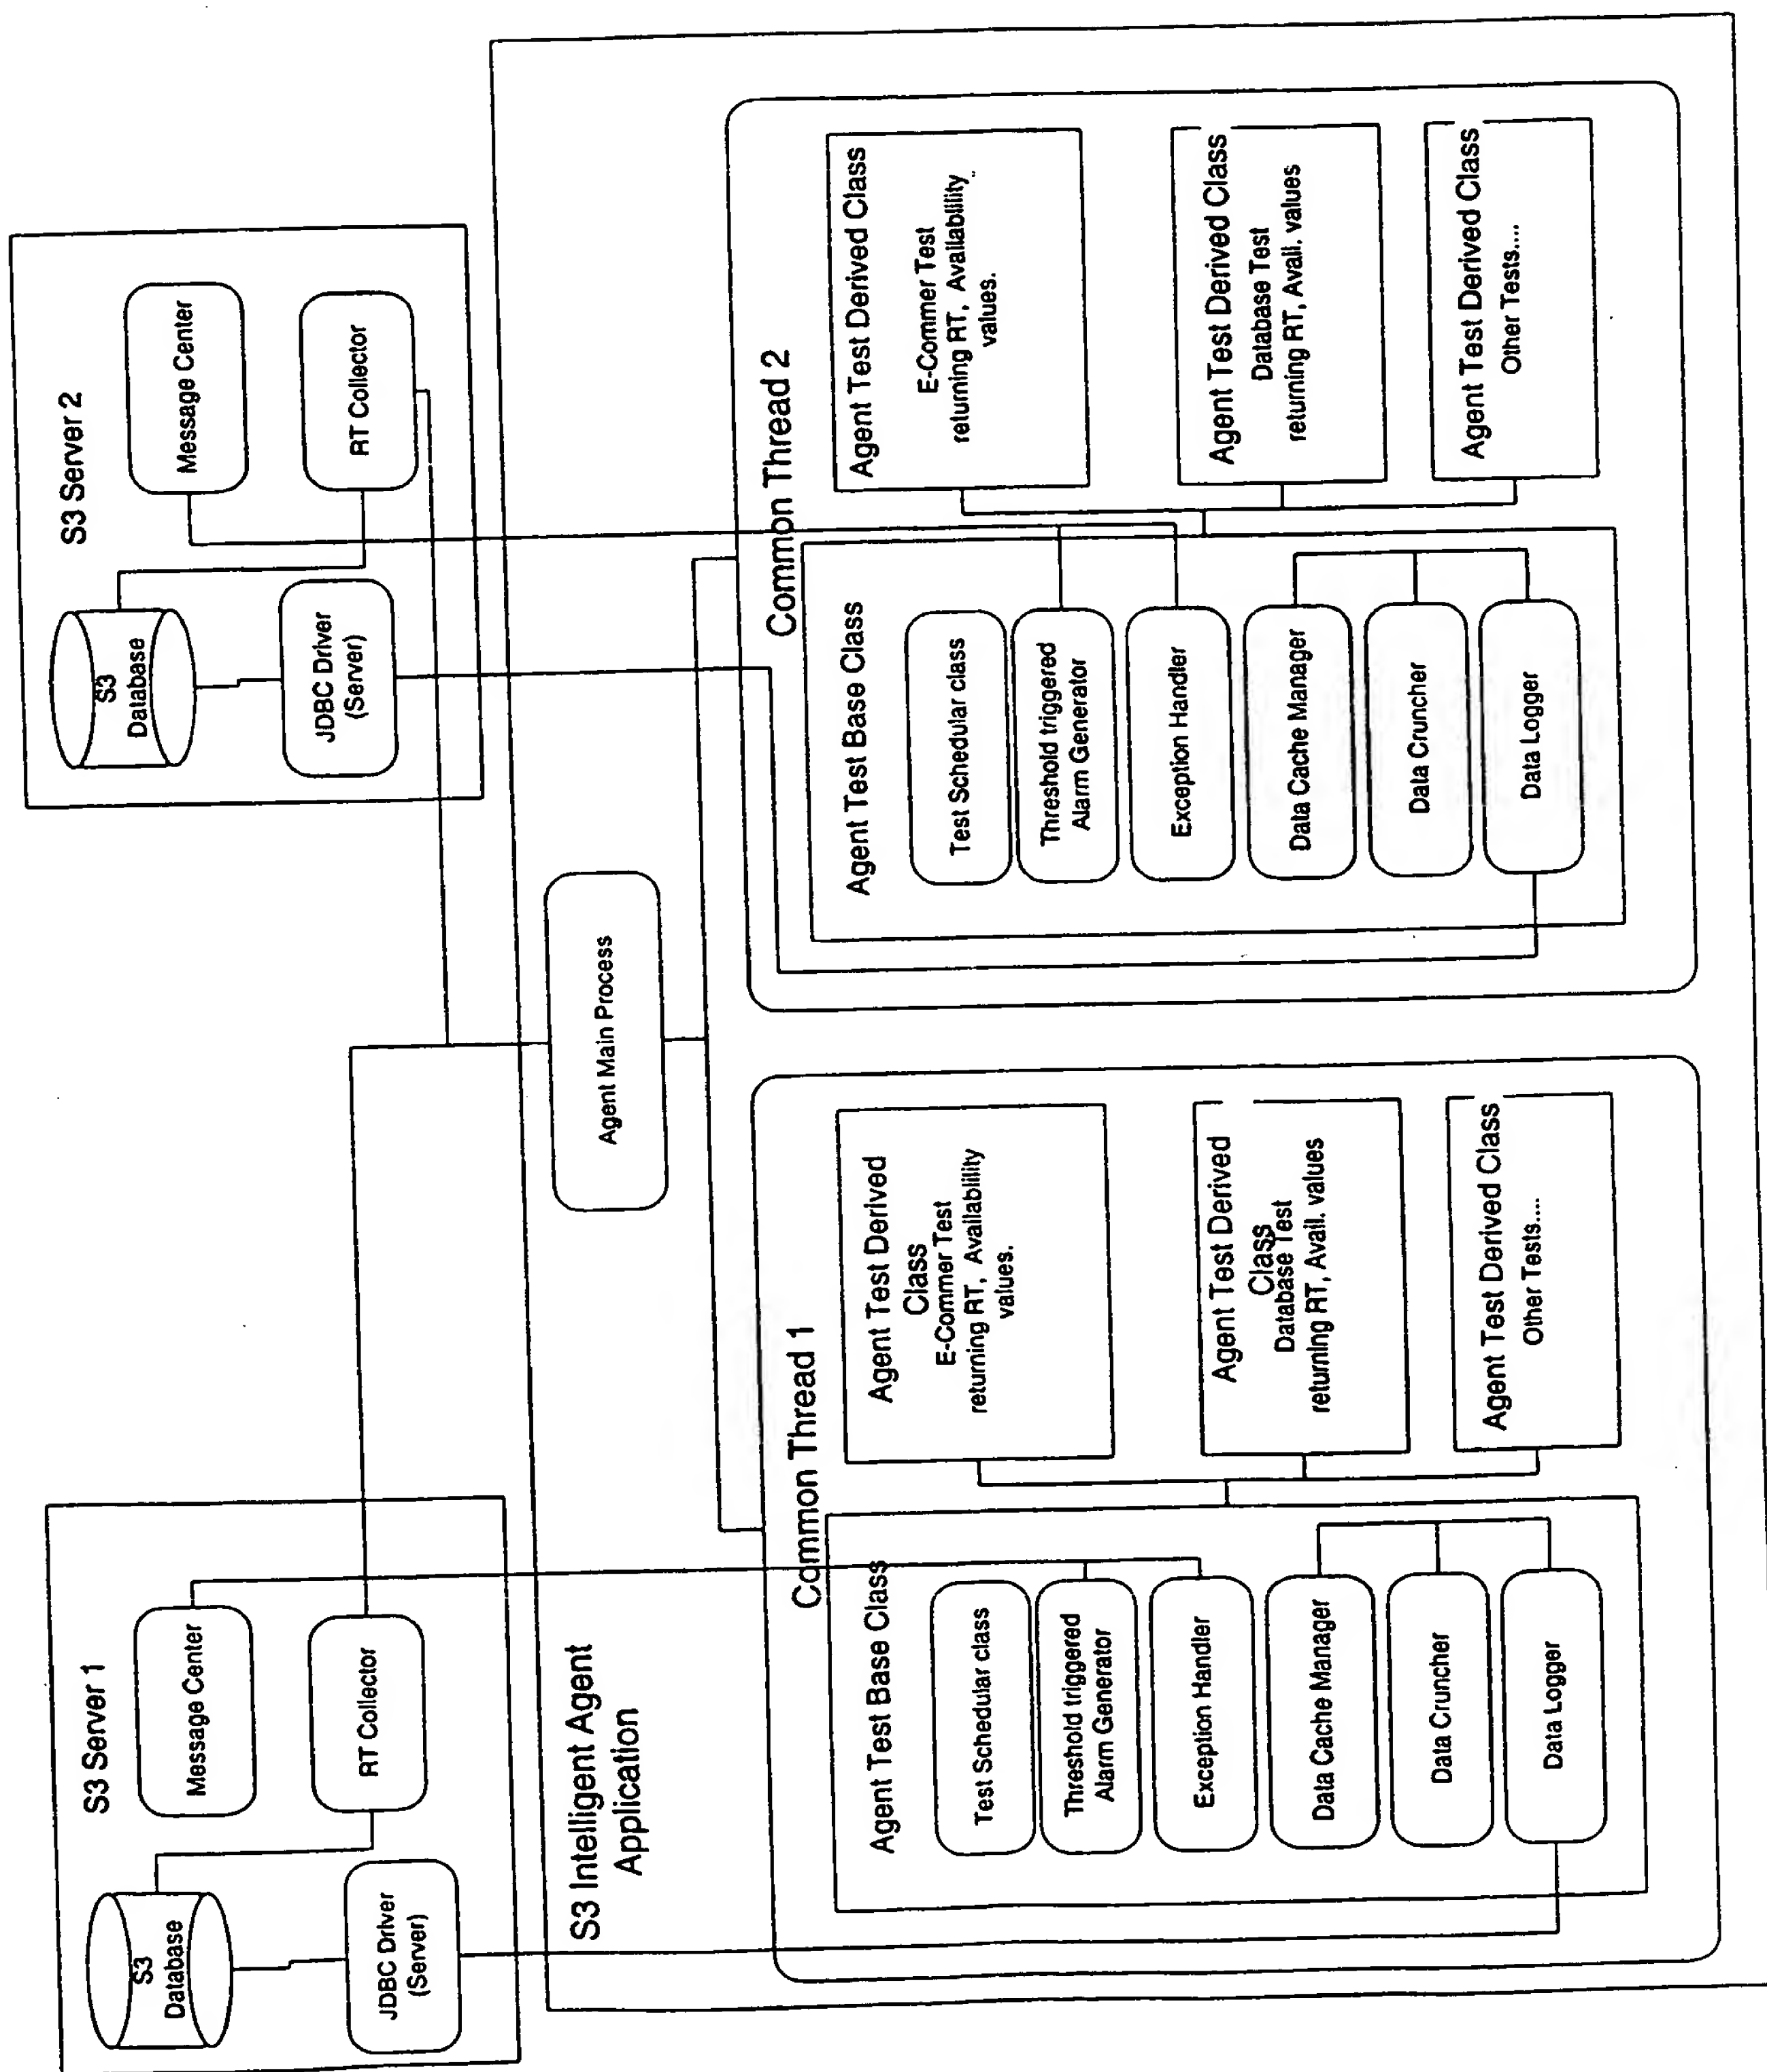 S3 Server 1
S3
Database
Message Center
JDBC Driver
(Server)
RT Collector
S3 Server 2
S3
Database
Message Center
JDBC Driver
(Server)
RT Collector
S3 Intelligent Agent
Application
Agent Main Process
Common Thread 1
Agent Test Base Class
Test Schedular class
Threshold triggered
Alarm Generator
Exception Handler
Data Cache Manager
Data Cruncher
Data Logger
Agent Test Derived
Class
E-Commer Test
returning RT, Availability
values.
Agent Test Derived
Class
Database Test
returning RT, Avail. values
Agent Test Derived Class
Other Tests....
Common Thread 2
Agent Test Base Class
Test Schedular class
Threshold triggered
Alarm Generator
Exception Handler
Data Cache Manager
Data Cruncher
Data Logger
Agent Test Derived Class
E-Commer Test
returning RT, Availability
values.
Agent Test Derived Class
Database Test
returning RT, Avail. values
Agent Test Derived Class
Other Tests....